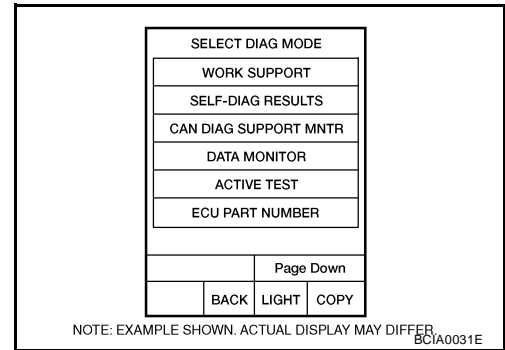 SELECT DIAG MODE
WORK SUPPORT
SELF-DIAG RESULTS
CAN DIAG SUPPORT MNTR
DATA MONITOR
ACTIVE TEST
ECU PART NUMBER
Page Down
BACK LIGHT COPY
NOTE: EXAMPLE SHOWN. ACTUAL DISPLAY MAY DIFFER.
BCIA0031E